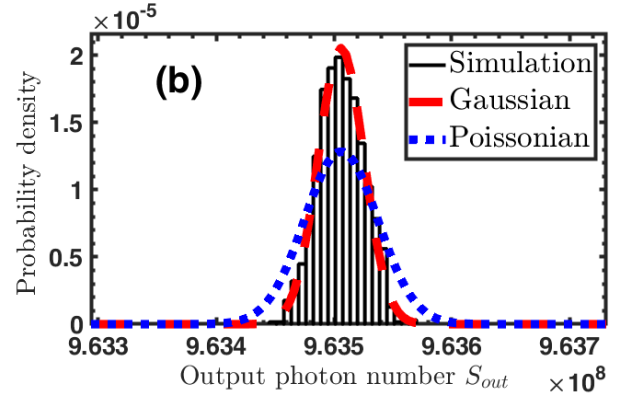 ×10⁻⁵
2
1.5
1
0.5
0
Probability density
(b)
Simulation
Gaussian
Poissonian
9.633 9.634 9.635 9.636 9.637
Output photon number S_out ×10⁸